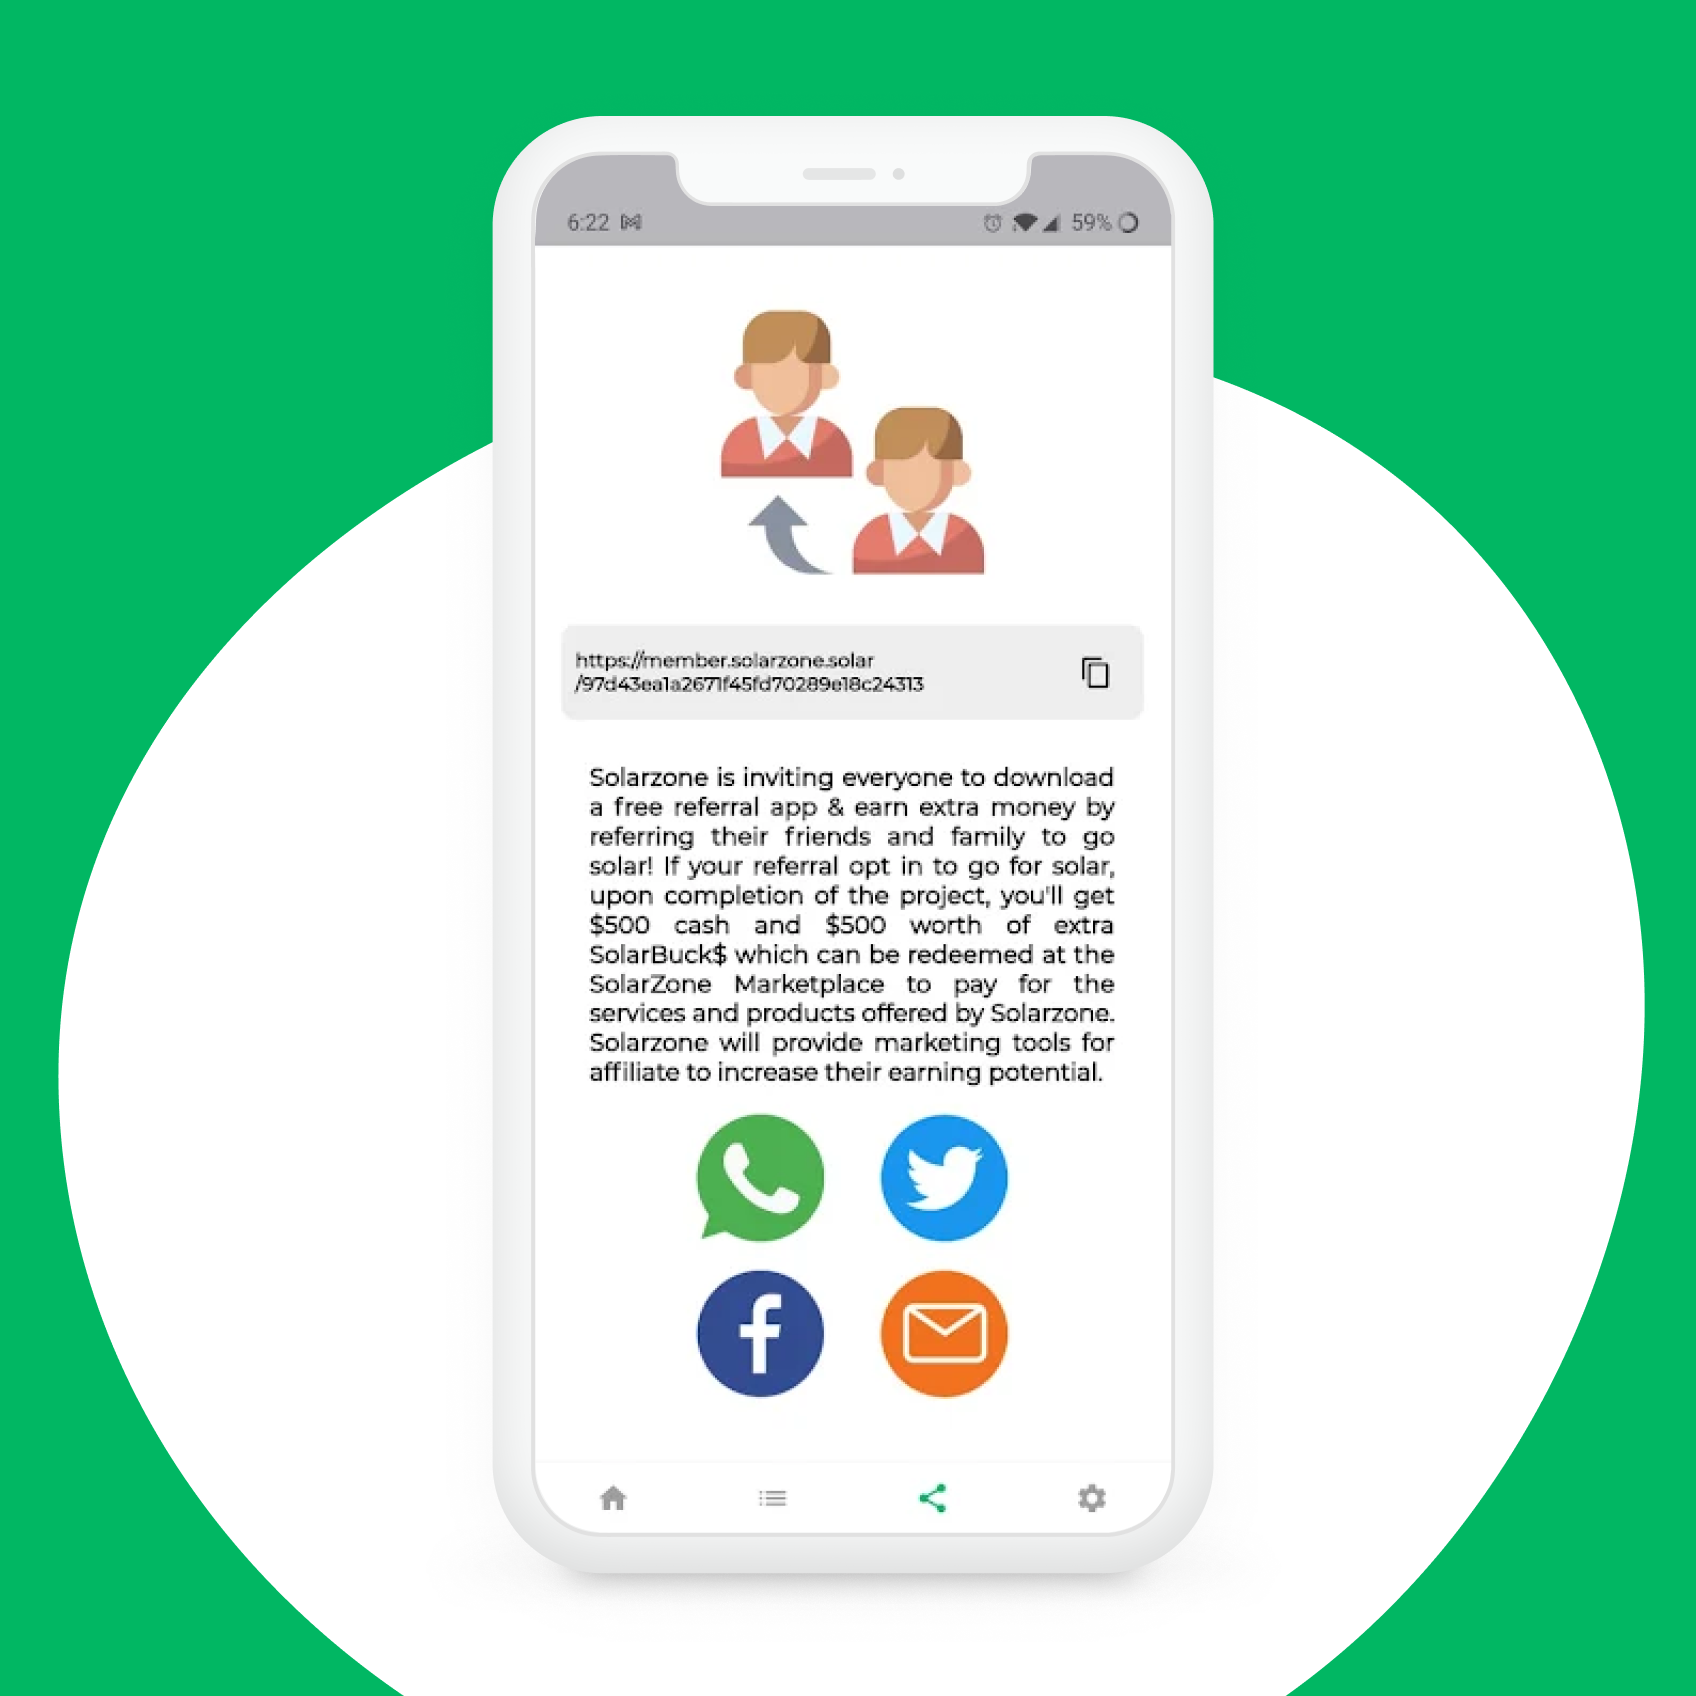 6:22 59%
https://member.solarzone.solar
/97d43ea1a2671f45fd70289e18c24313
Solarzone is inviting everyone to download
a free referral app & earn extra money by
referring their friends and family to go
solar! If your referral opt in to go for solar,
upon completion of the project, you'll get
$500 cash and $500 worth of extra
SolarBuck$ which can be redeemed at the
SolarZone Marketplace to pay for the
services and products offered by Solarzone.
Solarzone will provide marketing tools for
affiliate to increase their earning potential.